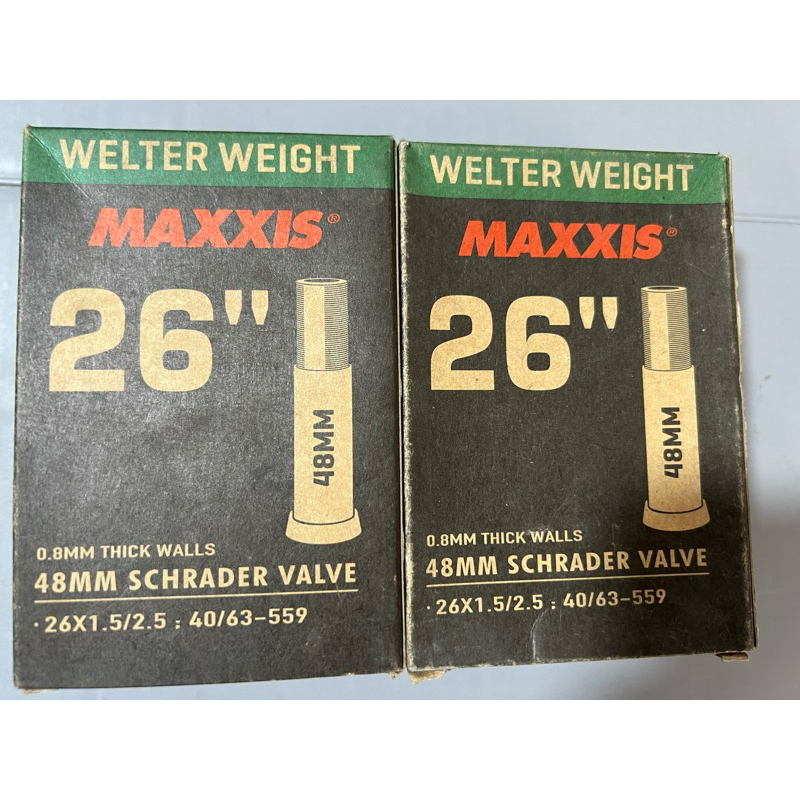 WELTER WEIGHT
MAXXIS®
26"
48MM
0.8MM THICK WALLS
48MM SCHRADER VALVE
·26X1.5/2.5 ; 40/63-559
WELTER WEIGHT
MAXXIS®
26"
48MM
0.8MM THICK WALLS
48MM SCHRADER VALVE
·26X1.5/2.5 ; 40/63-559